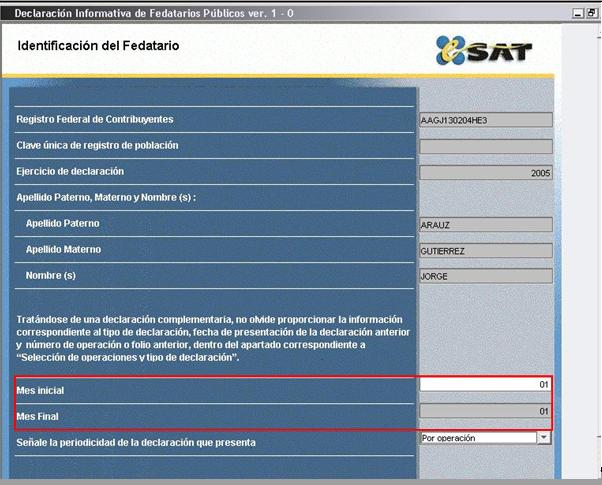 Declaración Informativa de Fedatarios Públicos ver. 1 - 0
Identificación del Fedatario
e SAT
Registro Federal de Contribuyentes
AAGJ130204HE3
Clave única de registro de población
Ejercicio de declaración
2005
Apellido Paterno, Materno y Nombre (s) :
Apellido Paterno
ARAUZ
Apellido Materno
GUTIERREZ
Nombre (s)
JORGE
Tratándose de una declaración complementaria, no olvide proporcionar la información
correspondiente al tipo de declaración, fecha de presentación de la declaración anterior
y número de operación o folio anterior, dentro del apartado correspondiente a
“Selección de operaciones y tipo de declaración”.
Mes inicial
01
Mes Final
01
Señale la periodicidad de la declaración que presenta
Por operación